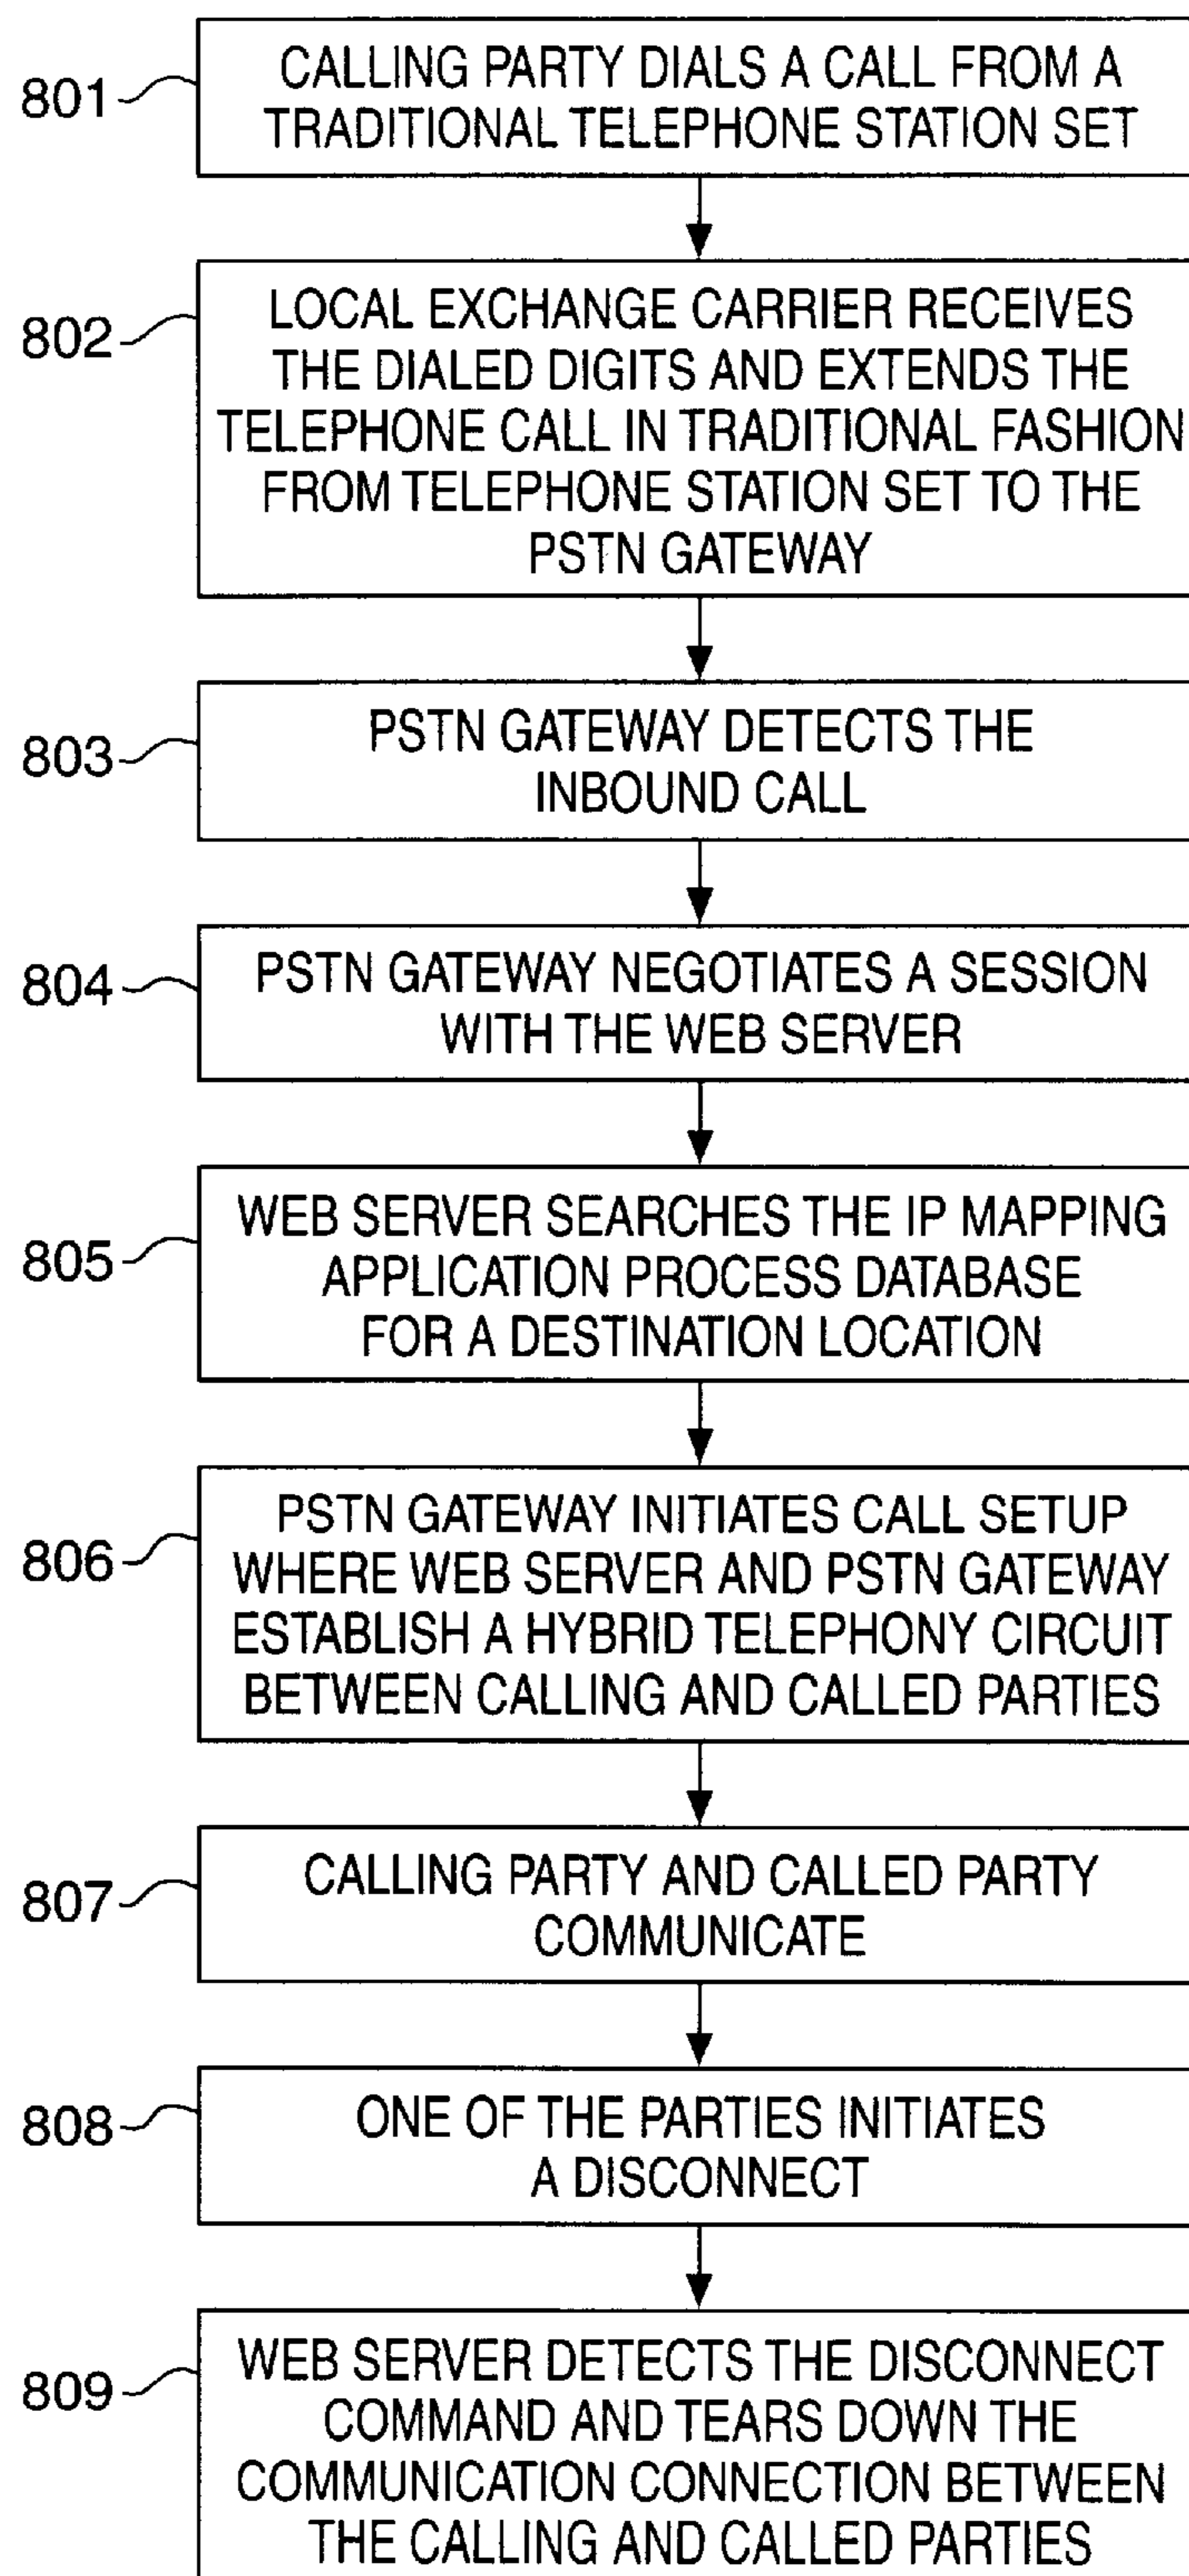 801
CALLING PARTY DIALS A CALL FROM A
TRADITIONAL TELEPHONE STATION SET
802
LOCAL EXCHANGE CARRIER RECEIVES
THE DIALED DIGITS AND EXTENDS THE
TELEPHONE CALL IN TRADITIONAL FASHION
FROM TELEPHONE STATION SET TO THE
PSTN GATEWAY
803
PSTN GATEWAY DETECTS THE
INBOUND CALL
804
PSTN GATEWAY NEGOTIATES A SESSION
WITH THE WEB SERVER
805
WEB SERVER SEARCHES THE IP MAPPING
APPLICATION PROCESS DATABASE
FOR A DESTINATION LOCATION
806
PSTN GATEWAY INITIATES CALL SETUP
WHERE WEB SERVER AND PSTN GATEWAY
ESTABLISH A HYBRID TELEPHONY CIRCUIT
BETWEEN CALLING AND CALLED PARTIES
807
CALLING PARTY AND CALLED PARTY
COMMUNICATE
808
ONE OF THE PARTIES INITIATES
A DISCONNECT
809
WEB SERVER DETECTS THE DISCONNECT
COMMAND AND TEARS DOWN THE
COMMUNICATION CONNECTION BETWEEN
THE CALLING AND CALLED PARTIES